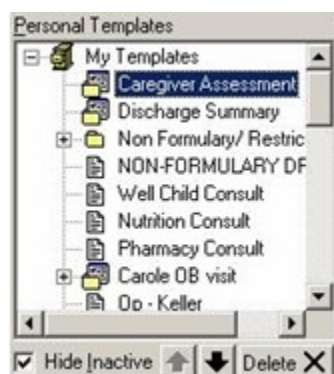 Personal Templates
My Templates
Caregiver Assessment
Discharge Summary
Non Formulary/ Restric
NON-FORMULARY DF
Well Child Consult
Nutrition Consult
Pharmacy Consult
Carole OB visit
Op - Keller
Hide Inactive Delete